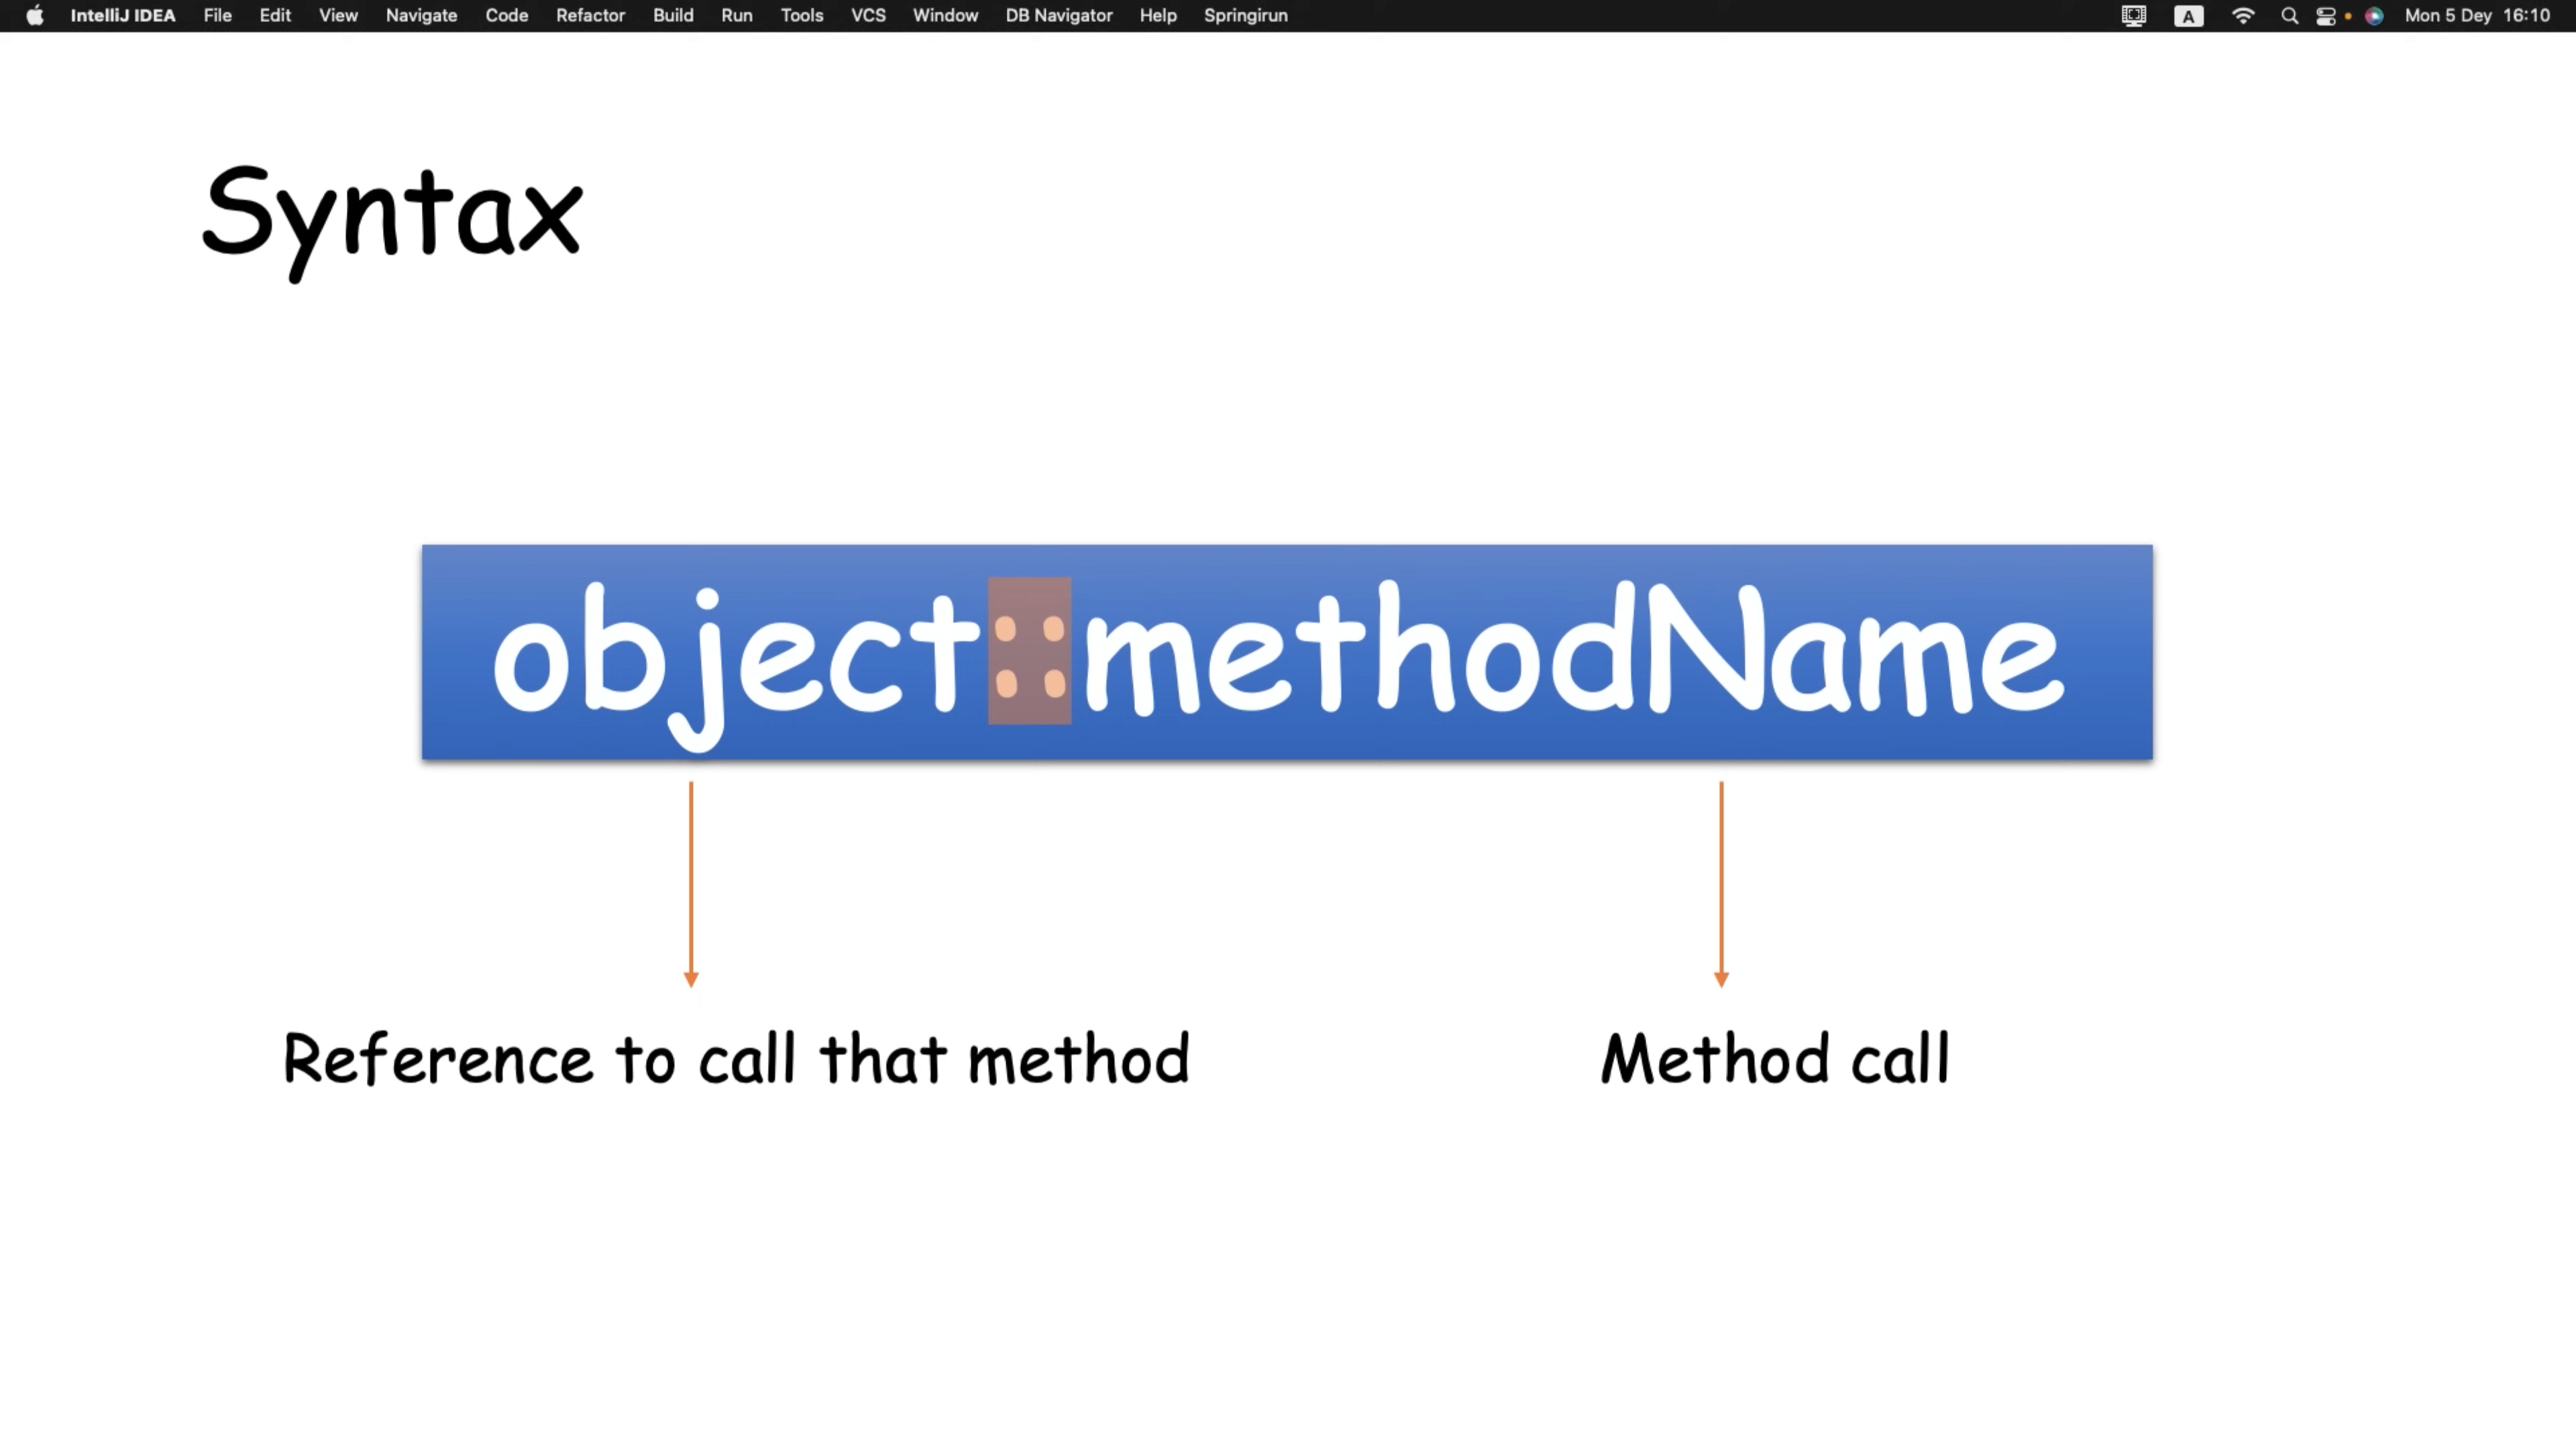 IntelliJ IDEA File Edit View Navigate Code Refactor Build Run Tools VCS Window DB Navigator Help Springirun A Mon 5 Dey 16:10
Syntax
object::methodName
Reference to call that method Method call